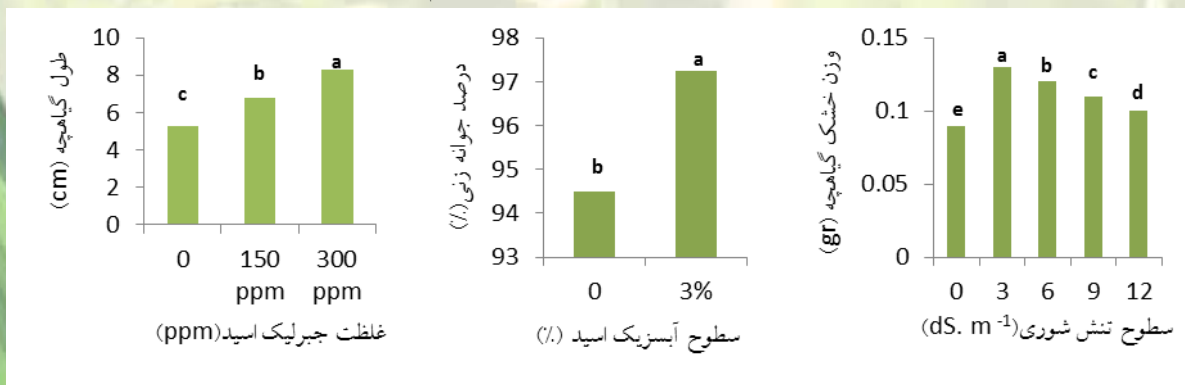 طول گیاهچه (cm)
10
8
6
4
2
0
c
b
a
0
150 ppm
300 ppm
غلظت جبرلیک اسید(ppm)
درصد جوانه زنی(٪)
98
97
96
95
94
93
b
a
0
3%
سطوح آبسزیک اسید (٪)
وزن خشک گیاهچه (gr)
0.15
0.1
0.05
0
e
a
b
c
d
0
3
6
9
12
سطوح تنش شوری(dS. m -1)